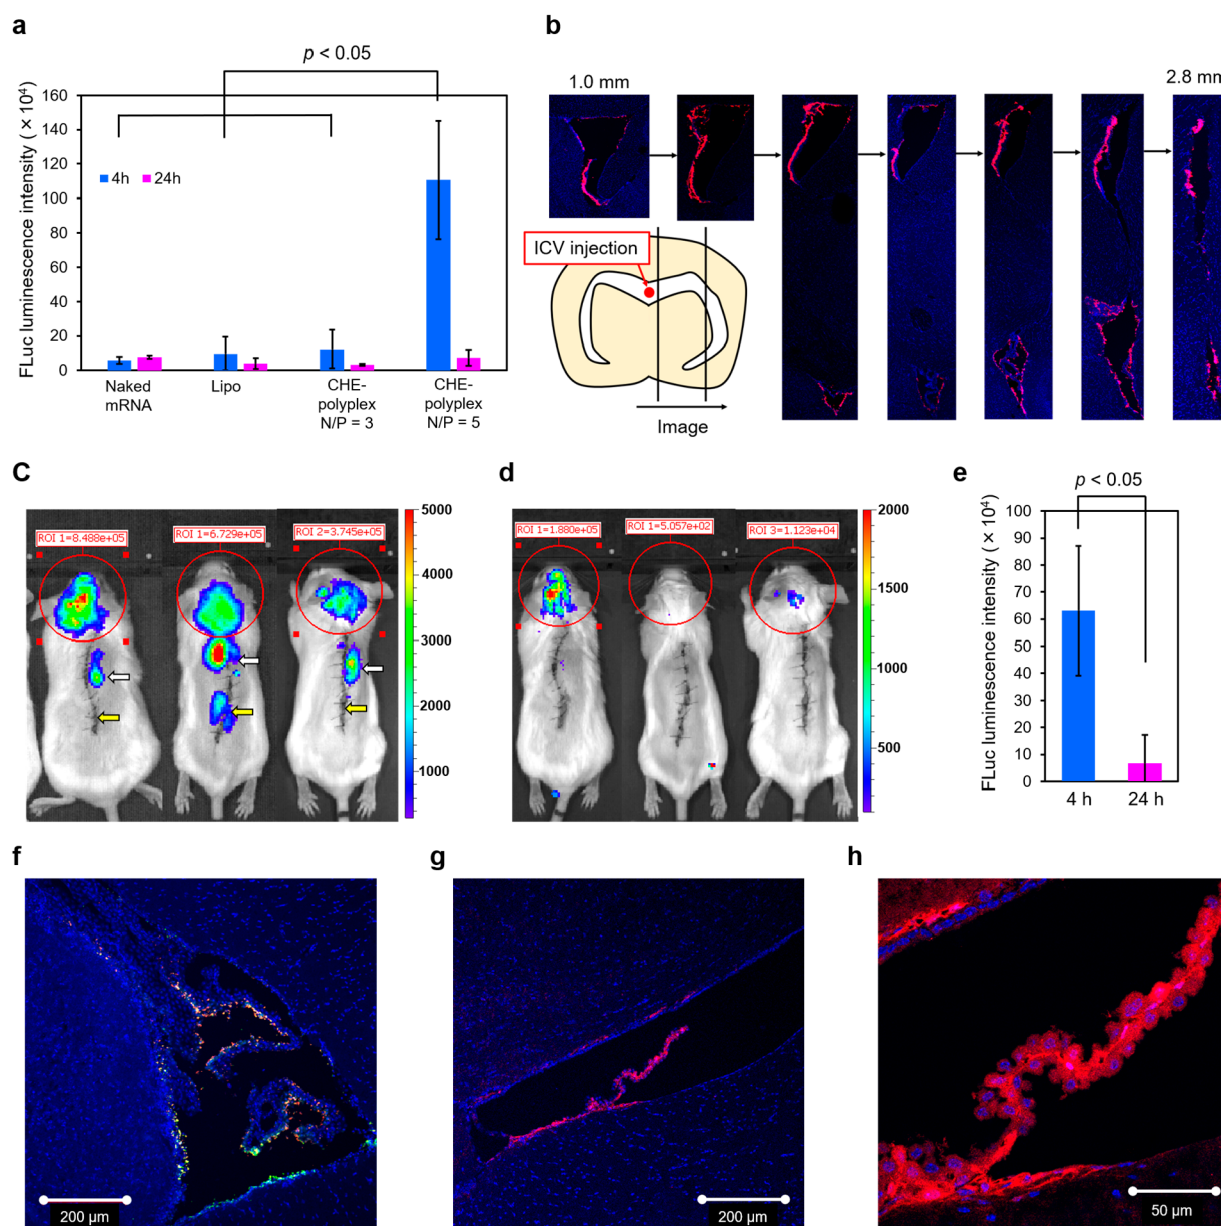 a
p < 0.05
FLuc luminescence intensity (× 10⁴)
160
140
120
100
80
60
40
20
0
4h 24h
Naked
mRNA
Lipo
CHE-
polyplex
N/P = 3
CHE-
polyplex
N/P = 5
b
1.0 mm
2.8 mm
ICV injection
Image
c
ROI 1=8.488e+05
ROI 1=6.729e+05
ROI 2=3.745e+05
5000
4000
3000
2000
1000
d
ROI 1=1.880e+05
ROI 1=5.057e+02
ROI 3=1.123e+04
2000
1500
1000
500
e
p < 0.05
FLuc luminescence intensity (× 10⁴)
100
90
80
70
60
50
40
30
20
10
0
4 h
24 h
f
200 µm
g
200 µm
h
50 µm